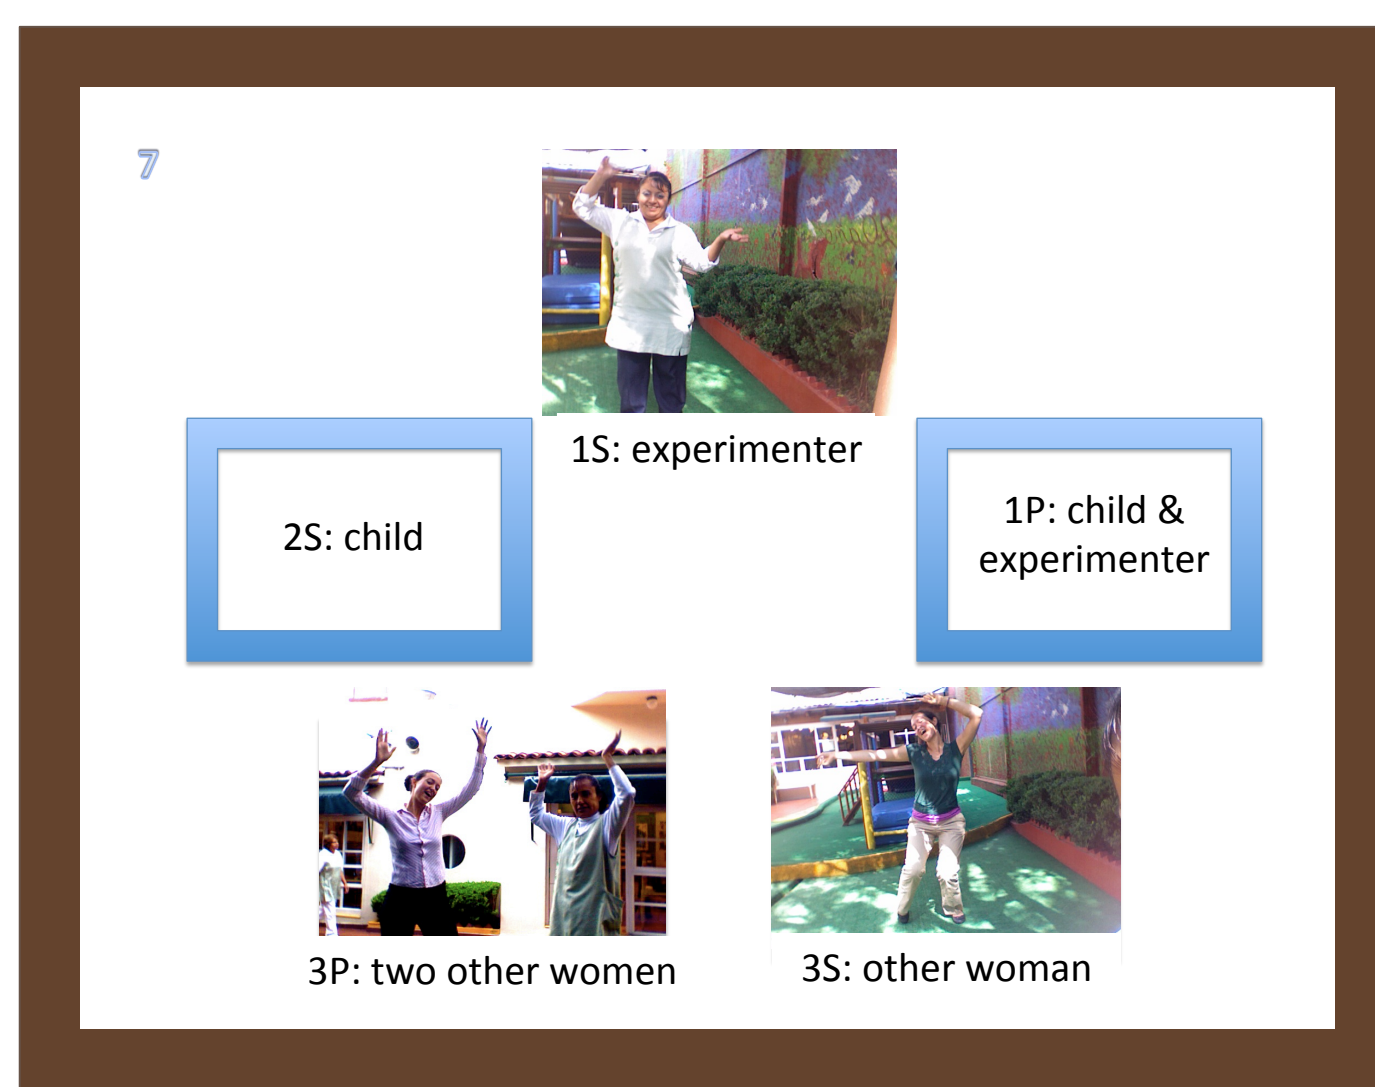 7
1S: experimenter
2S: child
1P: child &
experimenter
3P: two other women
3S: other woman